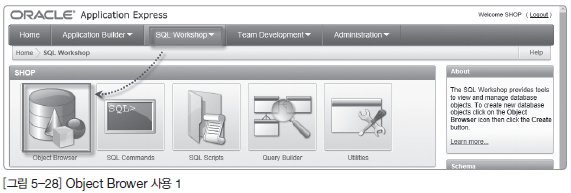 ORACLE® Application Express
Welcome SHOP (Logout)
Home Application Builder SQL Workshop Team Development Administration
Home SQL Workshop Help
SHOP
About
The SQL Workshop provides tools
to view and manage database
objects. To create new database
objects click on the Object
Browser icon then click the Create
button.
Learn more...
SQL>
Object Browser SQL Commands SQL Scripts Query Builder Utilities
Schema
[그림 5-28] Object Brower 사용 1